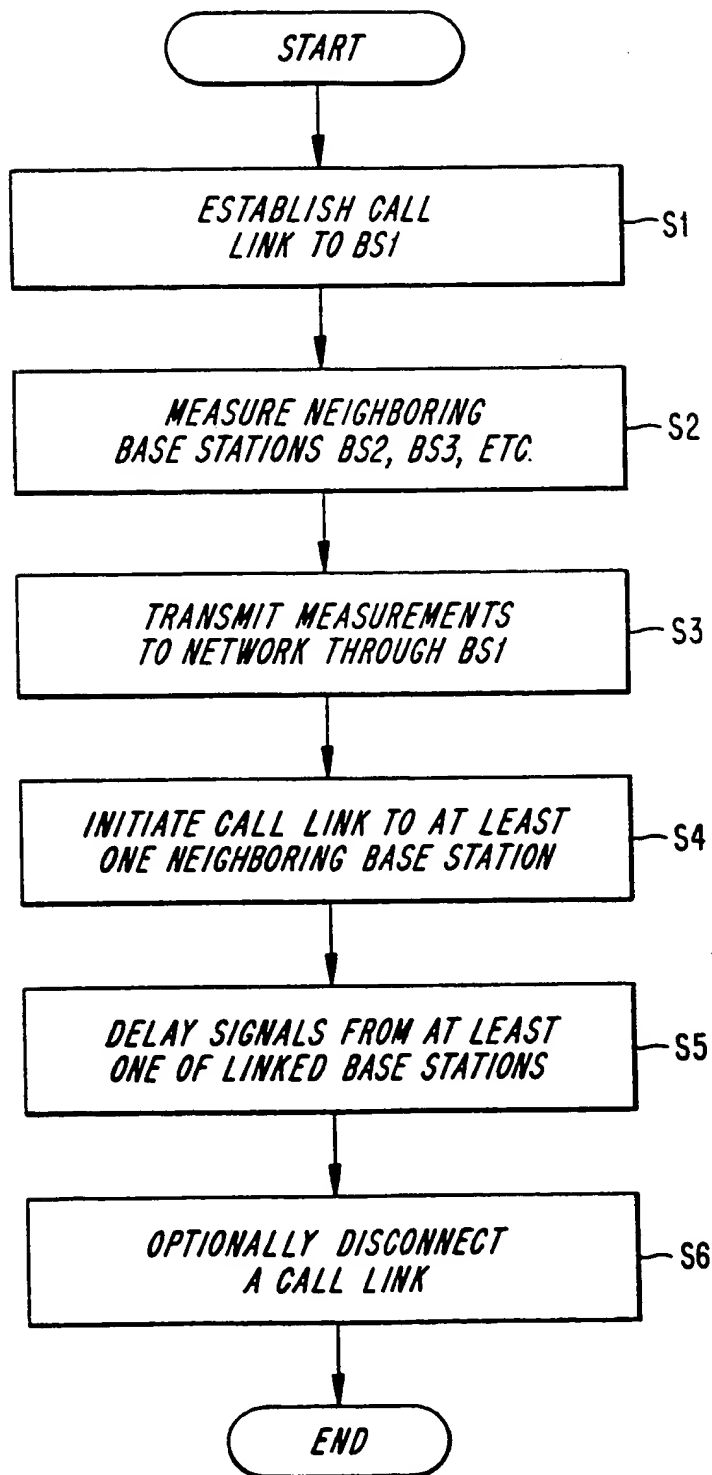 START
ESTABLISH CALL
LINK TO BS1
S1
MEASURE NEIGHBORING
BASE STATIONS BS2, BS3, ETC.
S2
TRANSMIT MEASUREMENTS
TO NETWORK THROUGH BS1
S3
INITIATE CALL LINK TO AT LEAST
ONE NEIGHBORING BASE STATION
S4
DELAY SIGNALS FROM AT LEAST
ONE OF LINKED BASE STATIONS
S5
OPTIONALLY DISCONNECT
A CALL LINK
S6
END